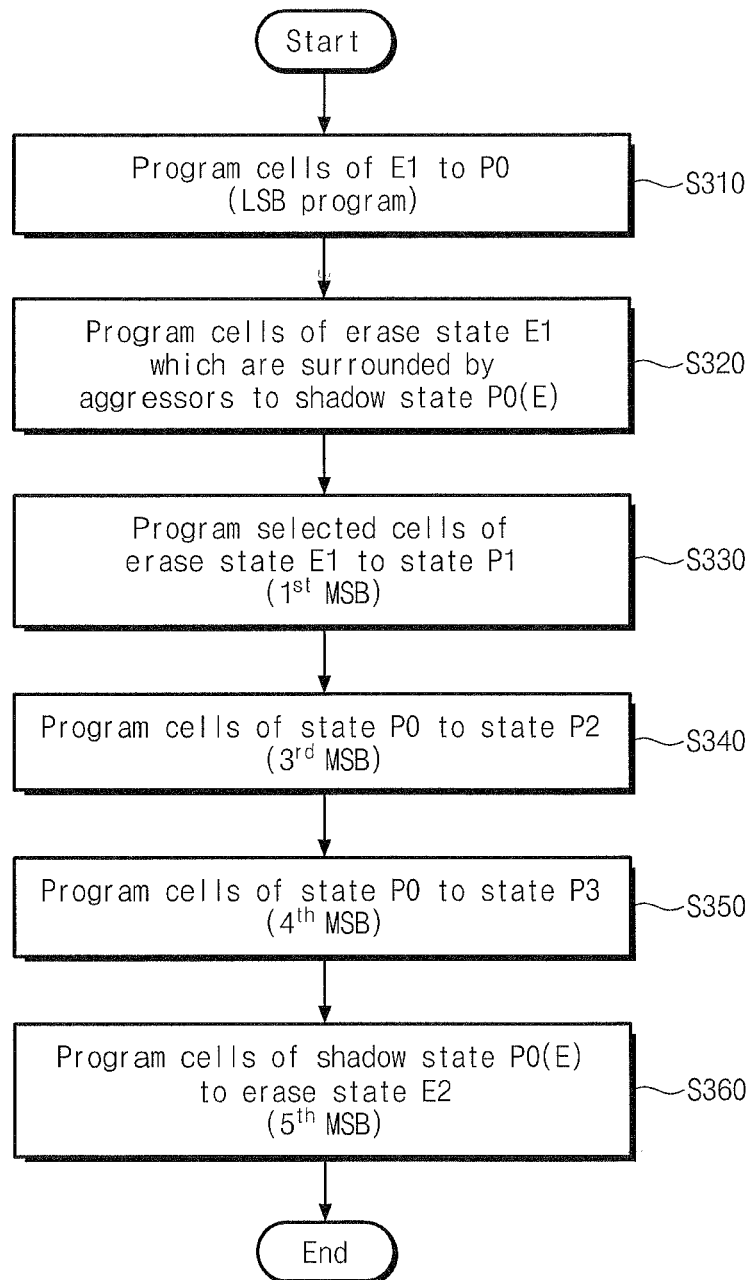 Start
Program cells of E1 to P0
(LSB program)
S310
Program cells of erase state E1
which are surrounded by
aggressors to shadow state P0(E)
S320
Program selected cells of
erase state E1 to state P1
(1st MSB)
S330
Program cells of state P0 to state P2
(3rd MSB)
S340
Program cells of state P0 to state P3
(4th MSB)
S350
Program cells of shadow state P0(E)
to erase state E2
(5th MSB)
S360
End